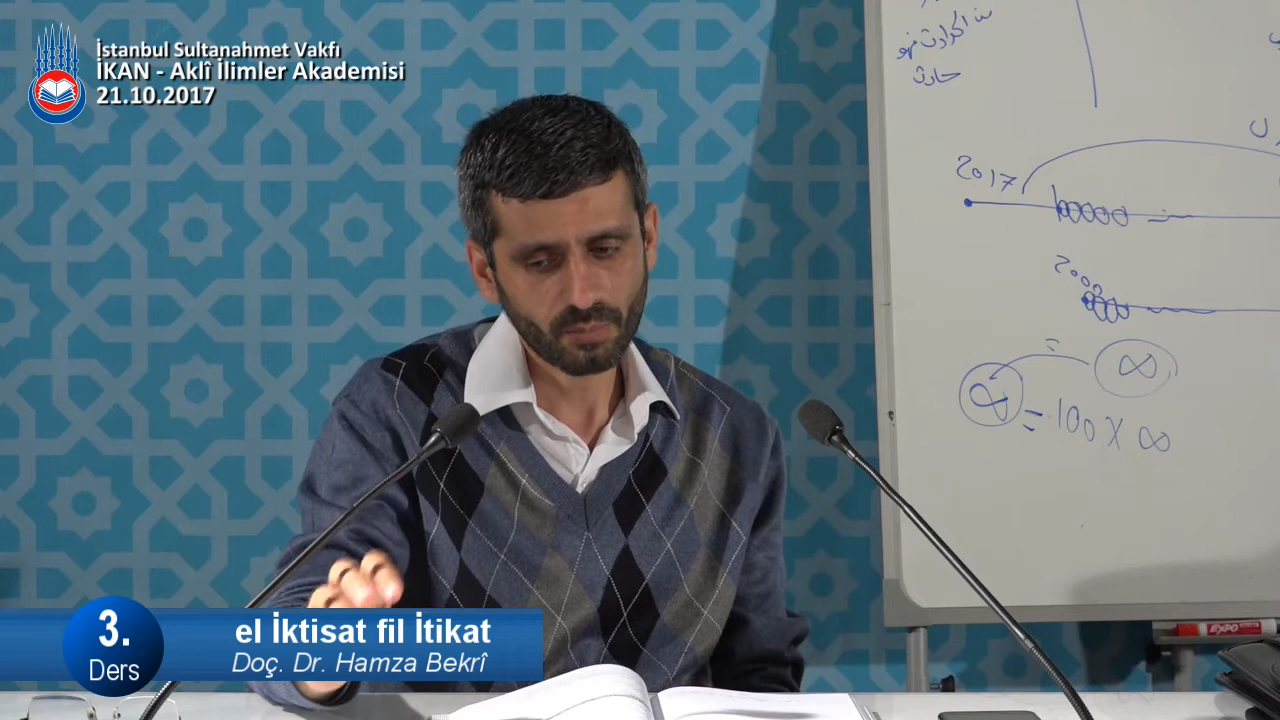 İstanbul Sultanahmet Vakfı
İKAN - Aklî İlimler Akademisi
21.10.2017
2017
2000
=
∞
= 100 X ∞
EXPO
3.
Ders
el İktisat fil İtikat
Doç. Dr. Hamza Bekrî